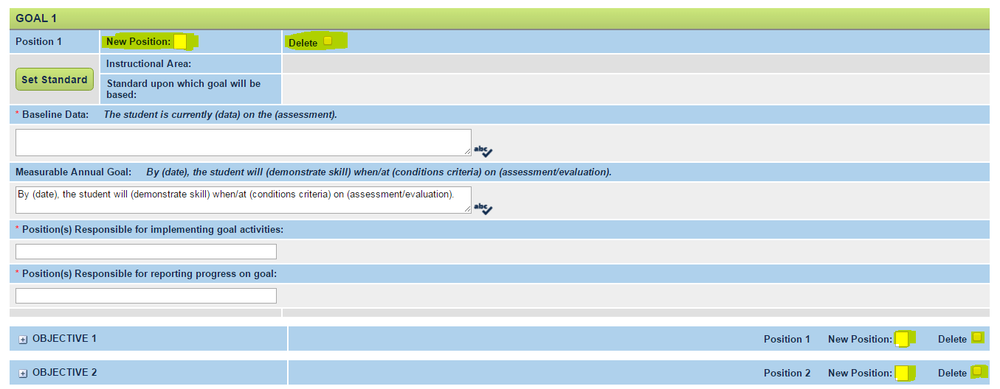 GOAL 1
Position 1 New Position: Delete
Instructional Area:
Set Standard
Standard upon which goal will be
based:
* Baseline Data: The student is currently (data) on the (assessment).
abc
Measurable Annual Goal: By (date), the student will (demonstrate skill) when/at (conditions criteria) on (assessment/evaluation).
By (date), the student will (demonstrate skill) when/at (conditions criteria) on (assessment/evaluation).
abc
* Position(s) Responsible for implementing goal activities:
* Position(s) Responsible for reporting progress on goal:
OBJECTIVE 1 Position 1 New Position: Delete
OBJECTIVE 2 Position 2 New Position: Delete